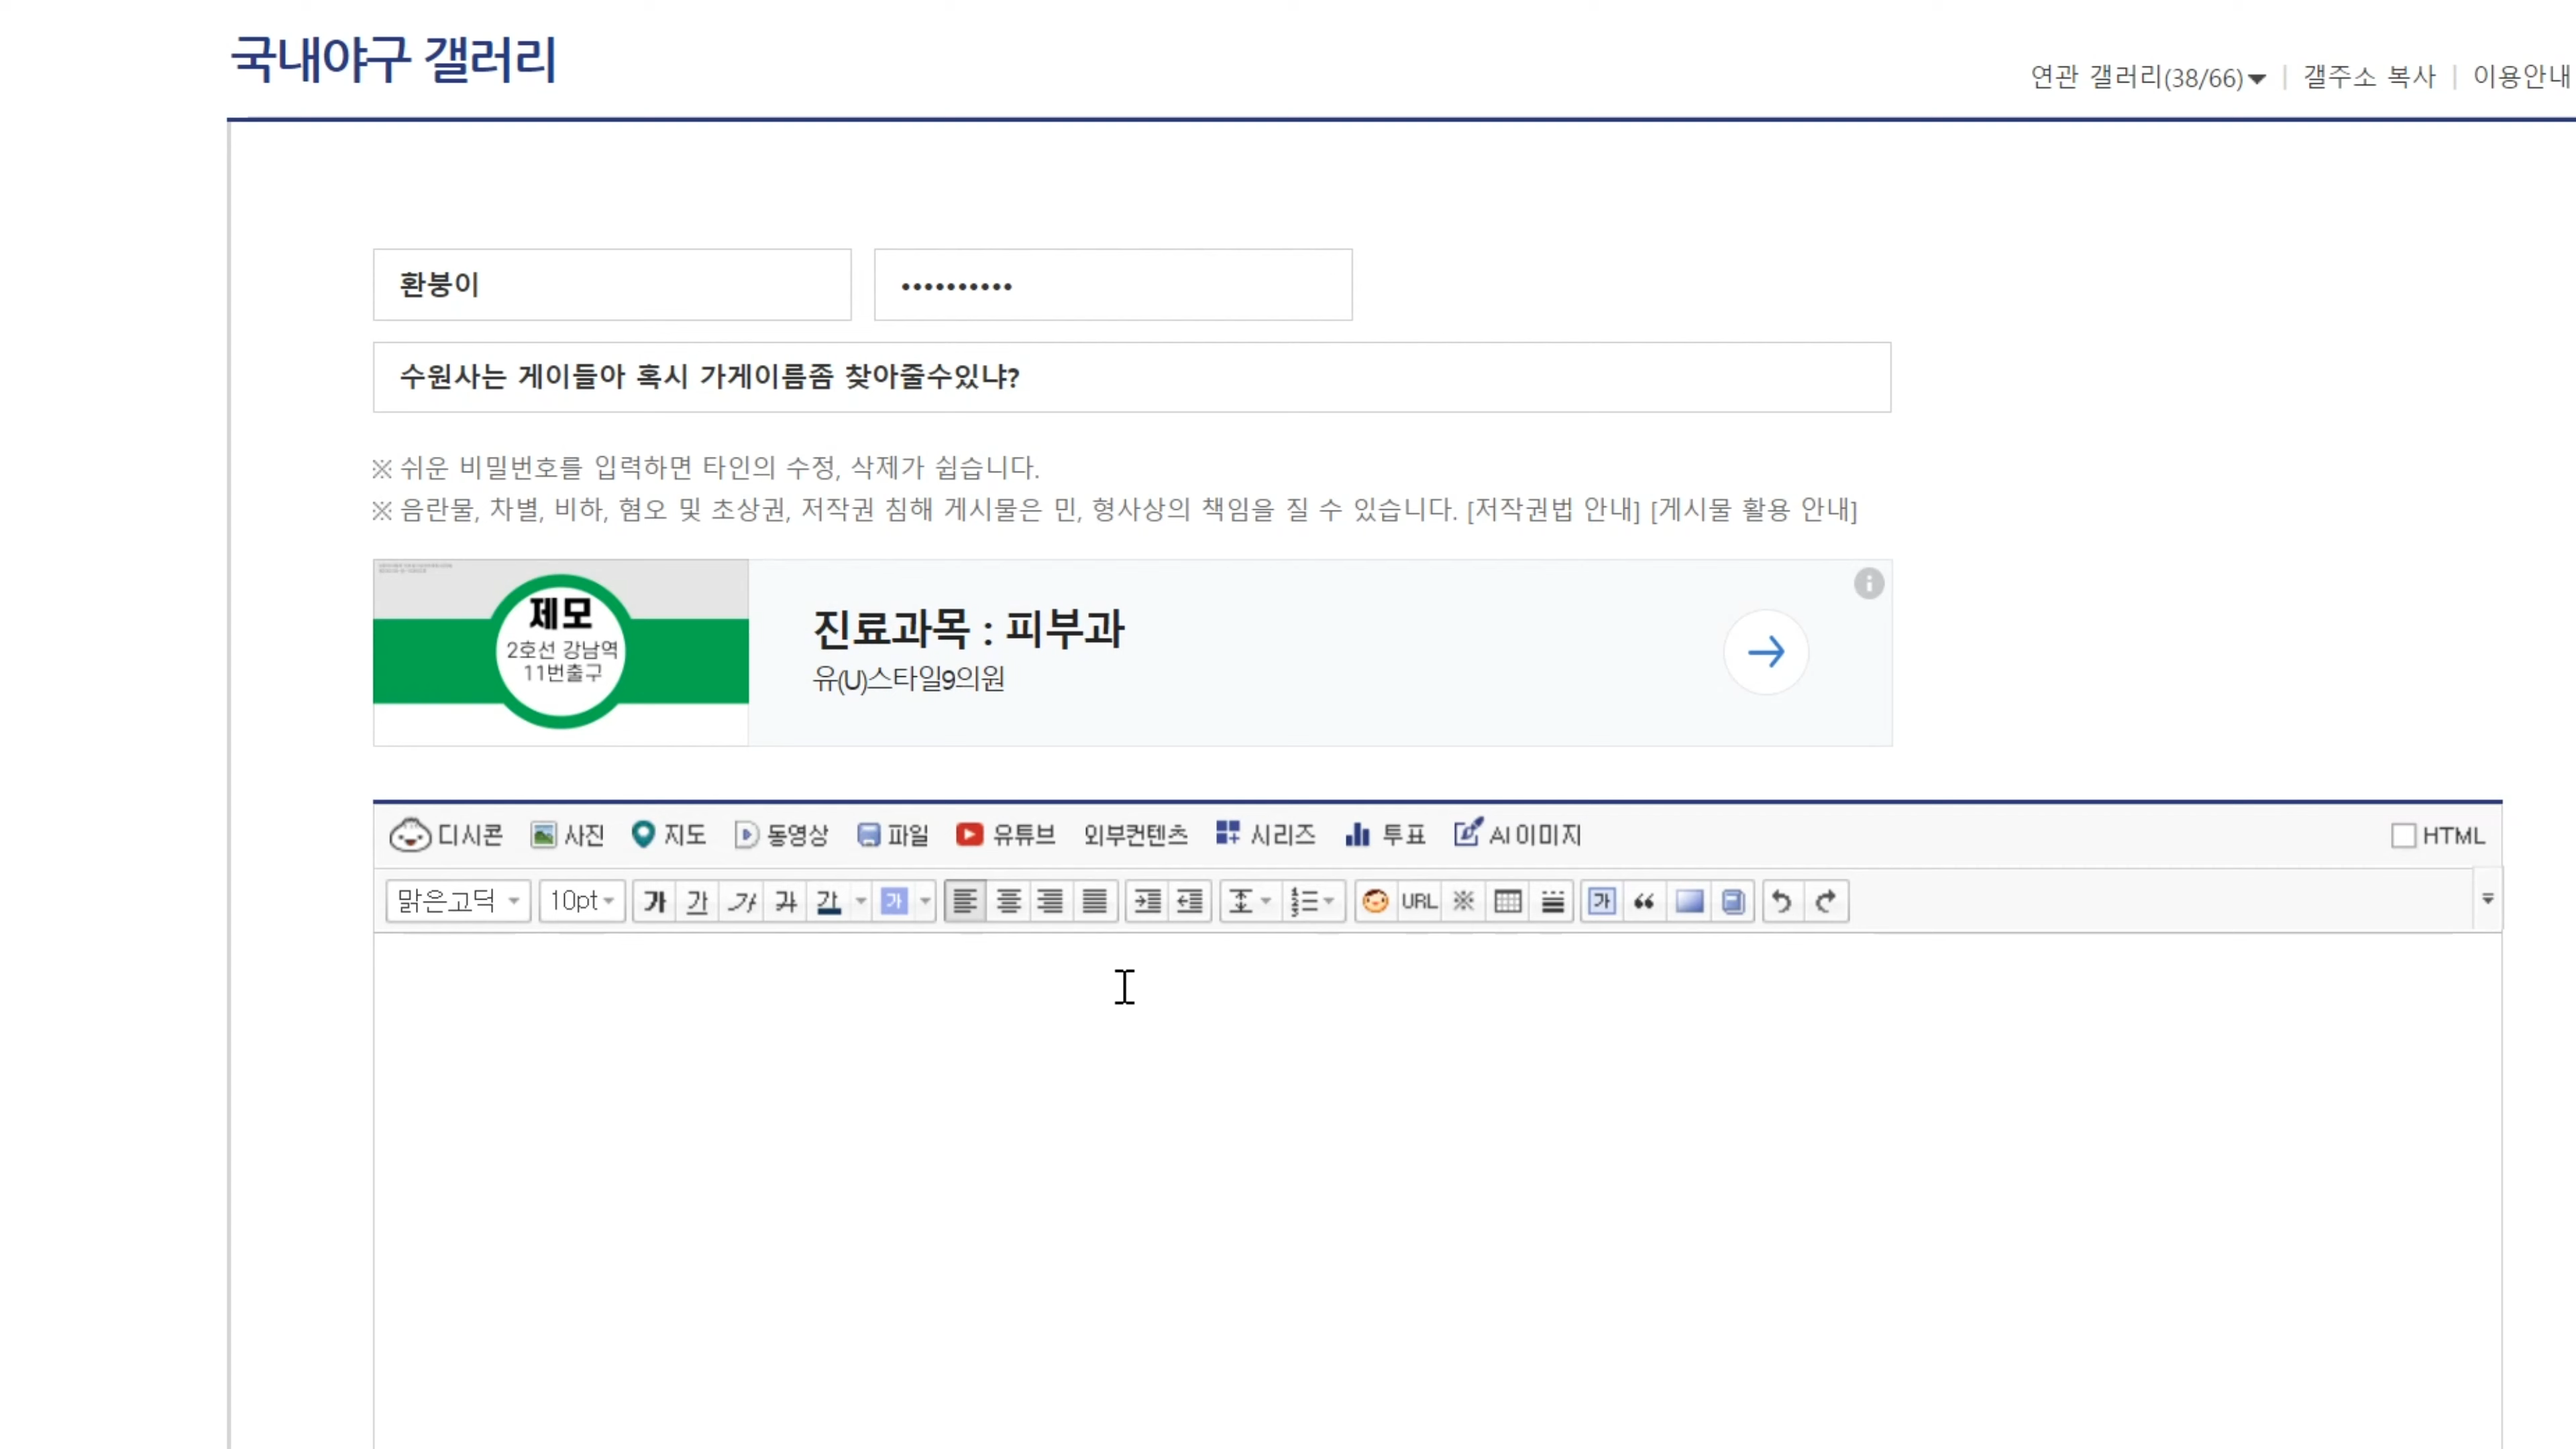 국내야구 갤러리
연관 갤러리(38/66) | 갤주소 복사 | 이용안내
환붕이
••••••••••
수원사는 게이들아 혹시 가게이름좀 찾아줄수있냐?
※ 쉬운 비밀번호를 입력하면 타인의 수정, 삭제가 쉽습니다.
※ 음란물, 차별, 비하, 혐오 및 초상권, 저작권 침해 게시물은 민, 형사상의 책임을 질 수 있습니다. [저작권법 안내] [게시물 활용 안내]
제모
2호선 강남역
11번출구
진료과목 : 피부과
유(U)스타일9의원
디시콘 사진 지도 동영상 파일 유튜브 외부컨텐츠 시리즈 투표 AI이미지 HTML
맑은고딕 10pt 가 가 가 가 가 가 URL ※ 가 “